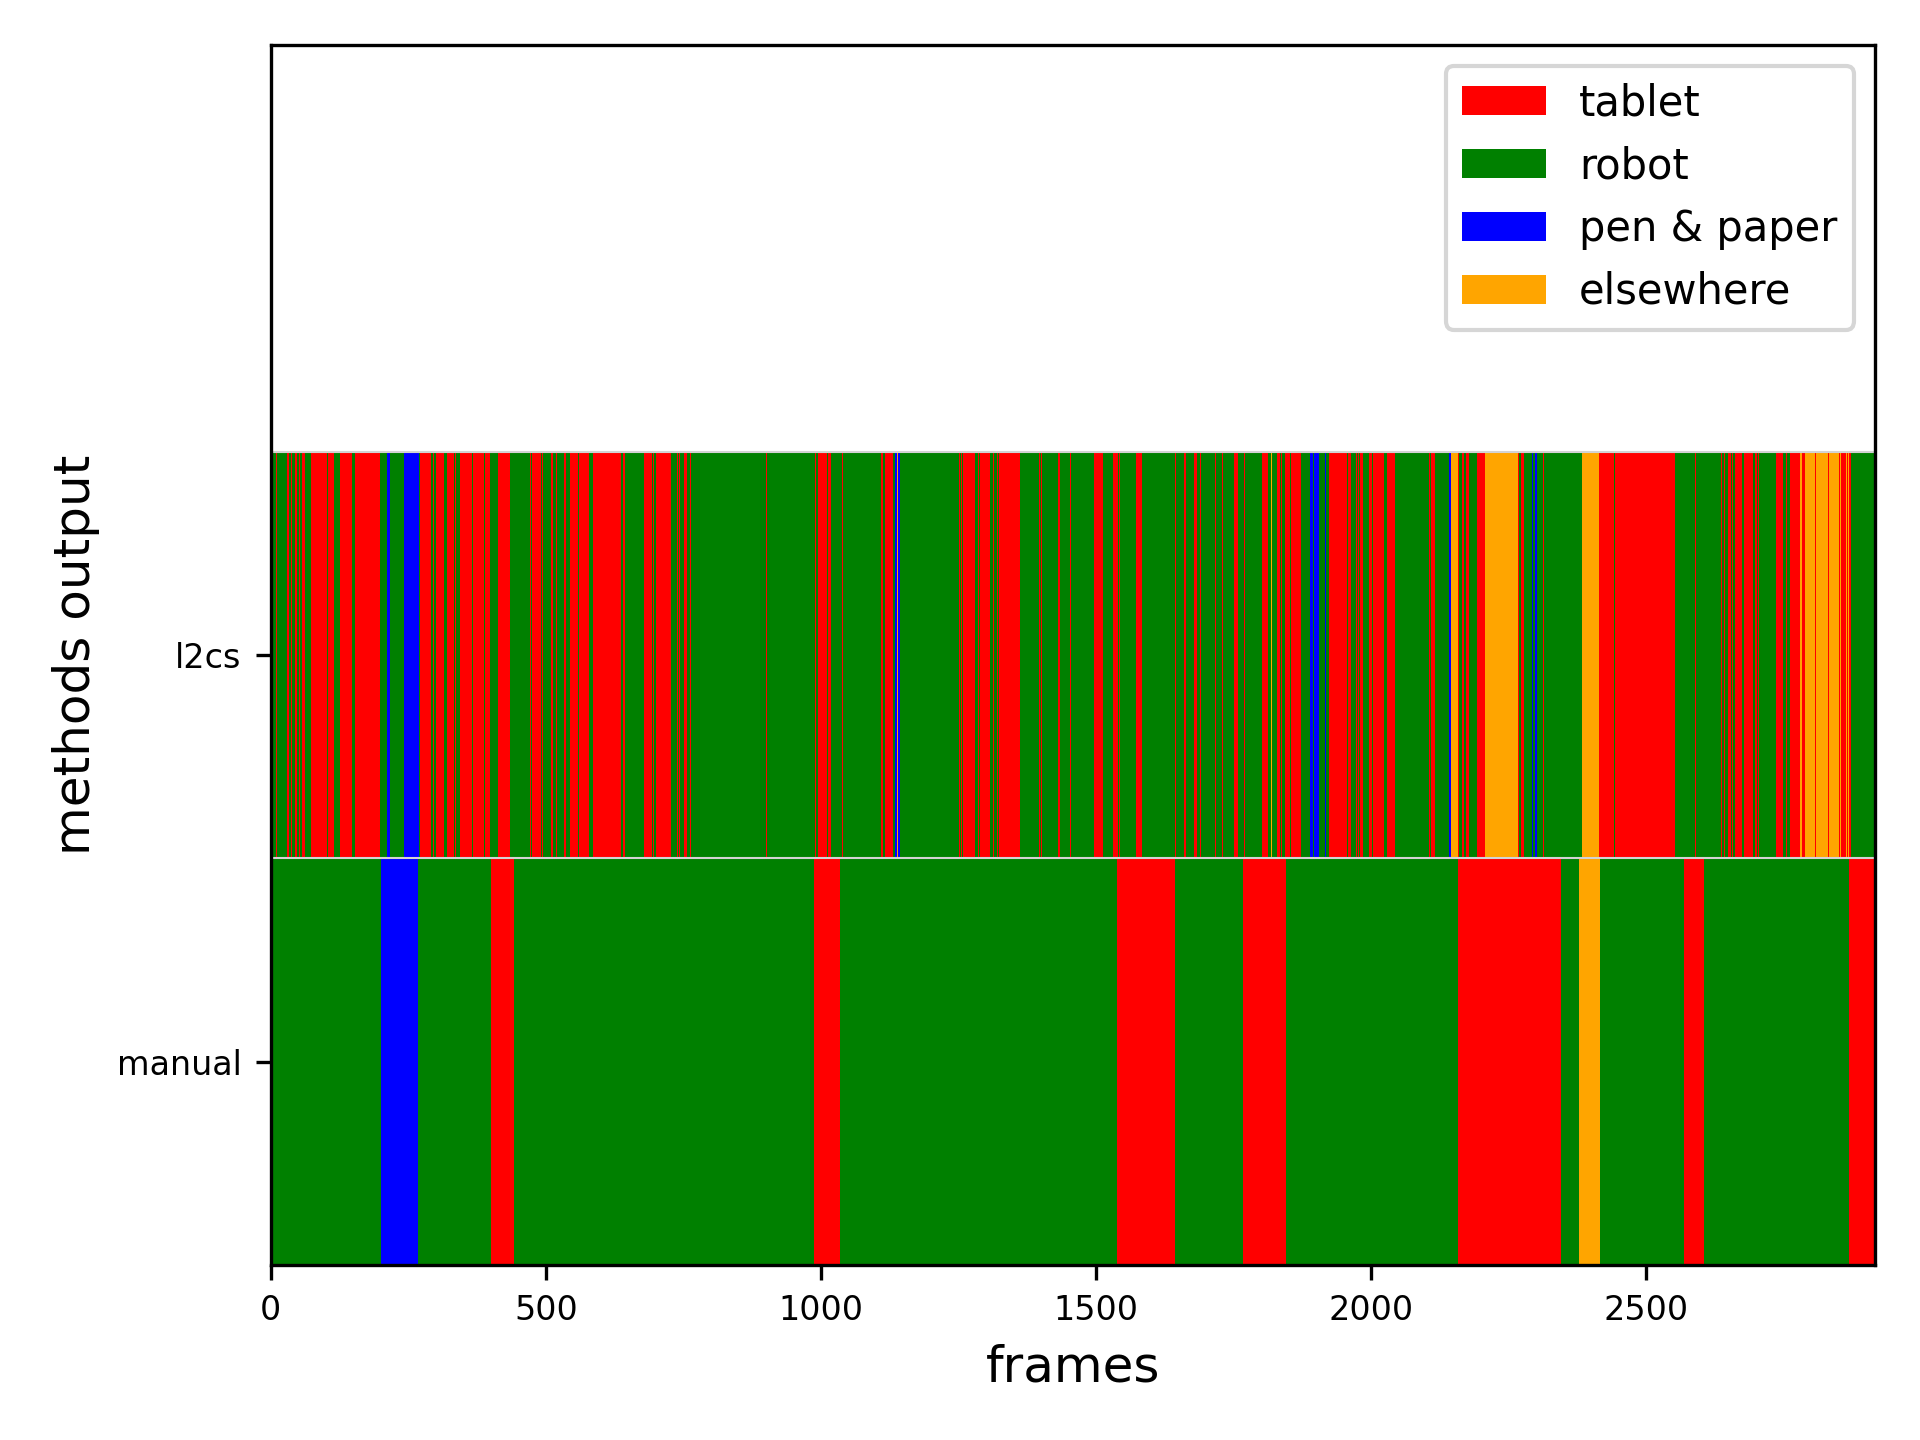 tablet
robot
pen & paper
elsewhere
methods output
l2cs
manual
0 500 1000 1500 2000 2500
frames